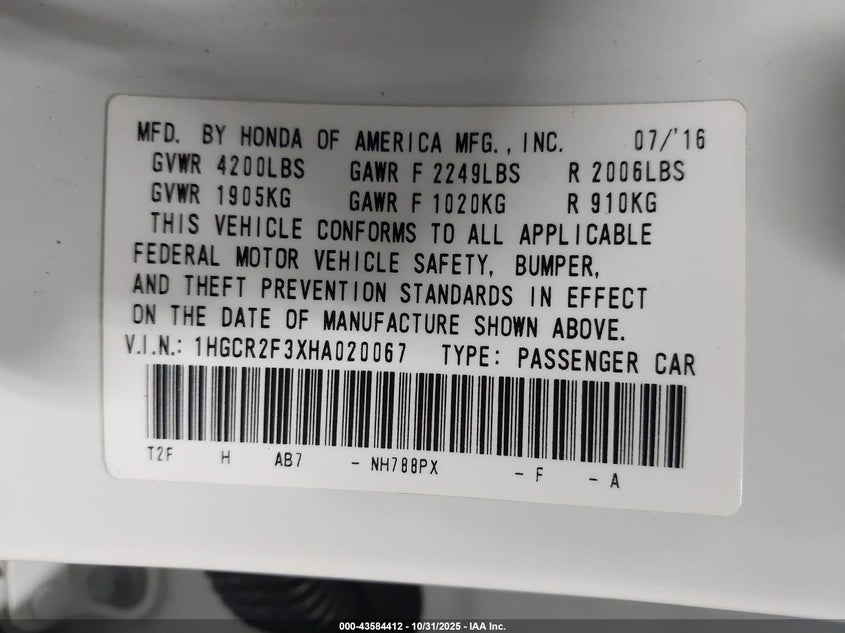 MFD. BY HONDA OF AMERICA MFG., INC. 07/'16
GVWR 4200LBS GAWR F 2249LBS R 2006LBS
GVWR 1905KG GAWR F 1020KG R 910KG
THIS VEHICLE CONFORMS TO ALL APPLICABLE
FEDERAL MOTOR VEHICLE SAFETY, BUMPER,
AND THEFT PREVENTION STANDARDS IN EFFECT
ON THE DATE OF MANUFACTURE SHOWN ABOVE.
V.I.N.: 1HGCR2F3XHA020067 TYPE: PASSENGER CAR
T2F H AB7 - NH788PX - F - A
000-43584412 - 10/31/2025 - IAA Inc.